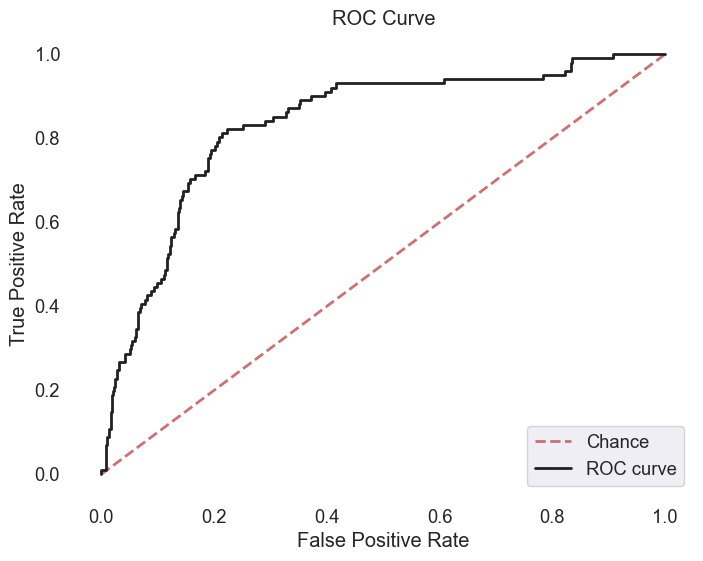 ROC Curve
1.0
0.8
0.6
0.4
0.2
0.0
True Positive Rate
Chance
ROC curve
0.0 0.2 0.4 0.6 0.8 1.0
False Positive Rate